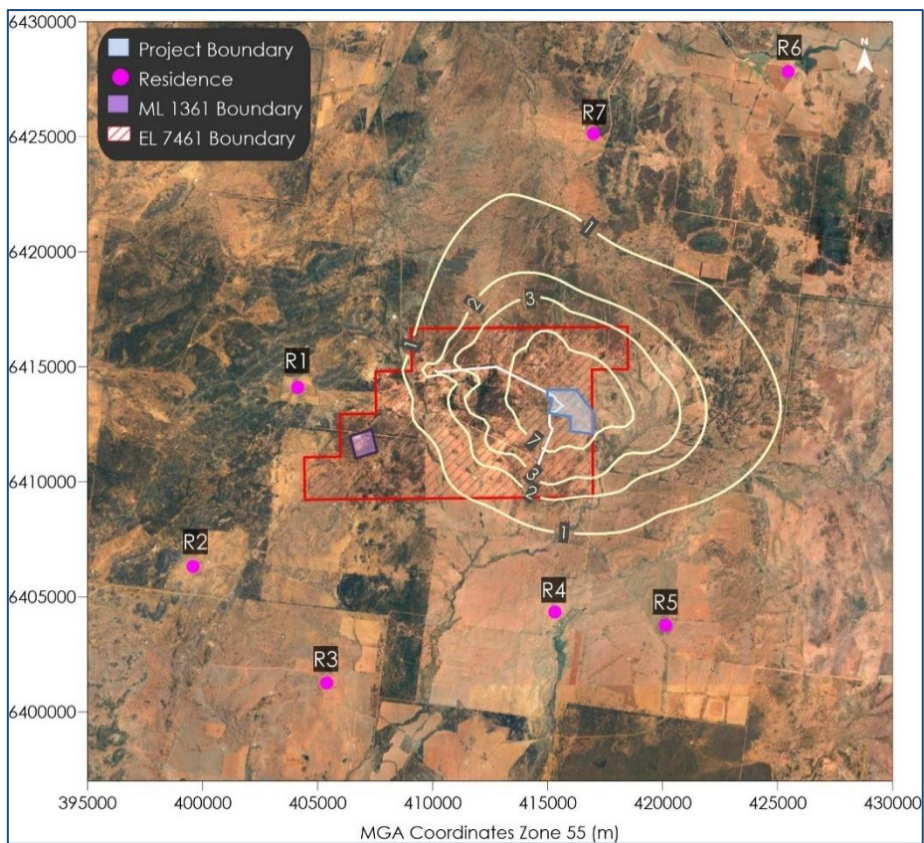 6430000
6425000
6420000
6415000
6410000
6405000
6400000
395000 400000 405000 410000 415000 420000 425000 430000
MGA Coordinates Zone 55 (m)
Project Boundary
Residence
ML 1361 Boundary
EL 7461 Boundary
N
R6
R7
1
2
3
1
R1
7
3
2
R2
1
R4
R5
R3